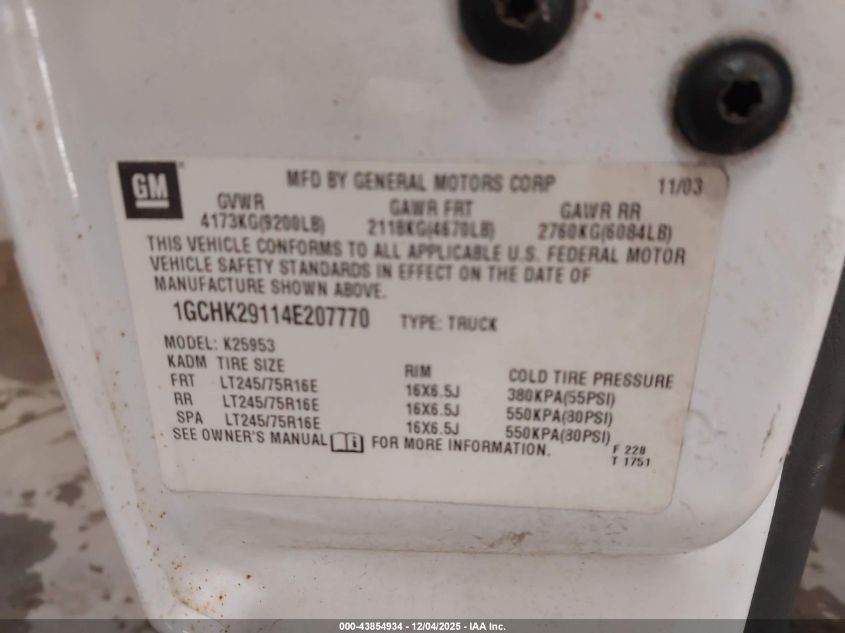 GM MFD BY GENERAL MOTORS CORP 11/03
GVWR GAWR FRT GAWR RR
4173KG(9200LB) 2118KG(4670LB) 2760KG(6084LB)
THIS VEHICLE CONFORMS TO ALL APPLICABLE U.S. FEDERAL MOTOR
VEHICLE SAFETY STANDARDS IN EFFECT ON THE DATE OF
MANUFACTURE SHOWN ABOVE.
1GCHK29114E207770 TYPE: TRUCK
MODEL: K25953
KADM TIRE SIZE RIM COLD TIRE PRESSURE
FRT LT245/75R16E 16X6.5J 380KPA(55PSI)
RR LT245/75R16E 16X6.5J 550KPA(80PSI)
SPA LT245/75R16E 16X6.5J 550KPA(80PSI)
SEE OWNER'S MANUAL FOR MORE INFORMATION.
F 228
T 1751
000-43854934 - 12/04/2025 - IAA Inc.